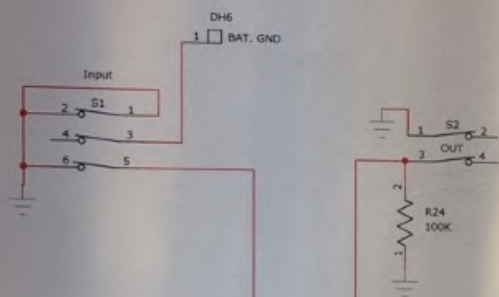 DH6
1 BAT. GND
Input
2 S1 1
4 3
6 5
S2
1 2
OUT
3 4
2
R24
100K
1